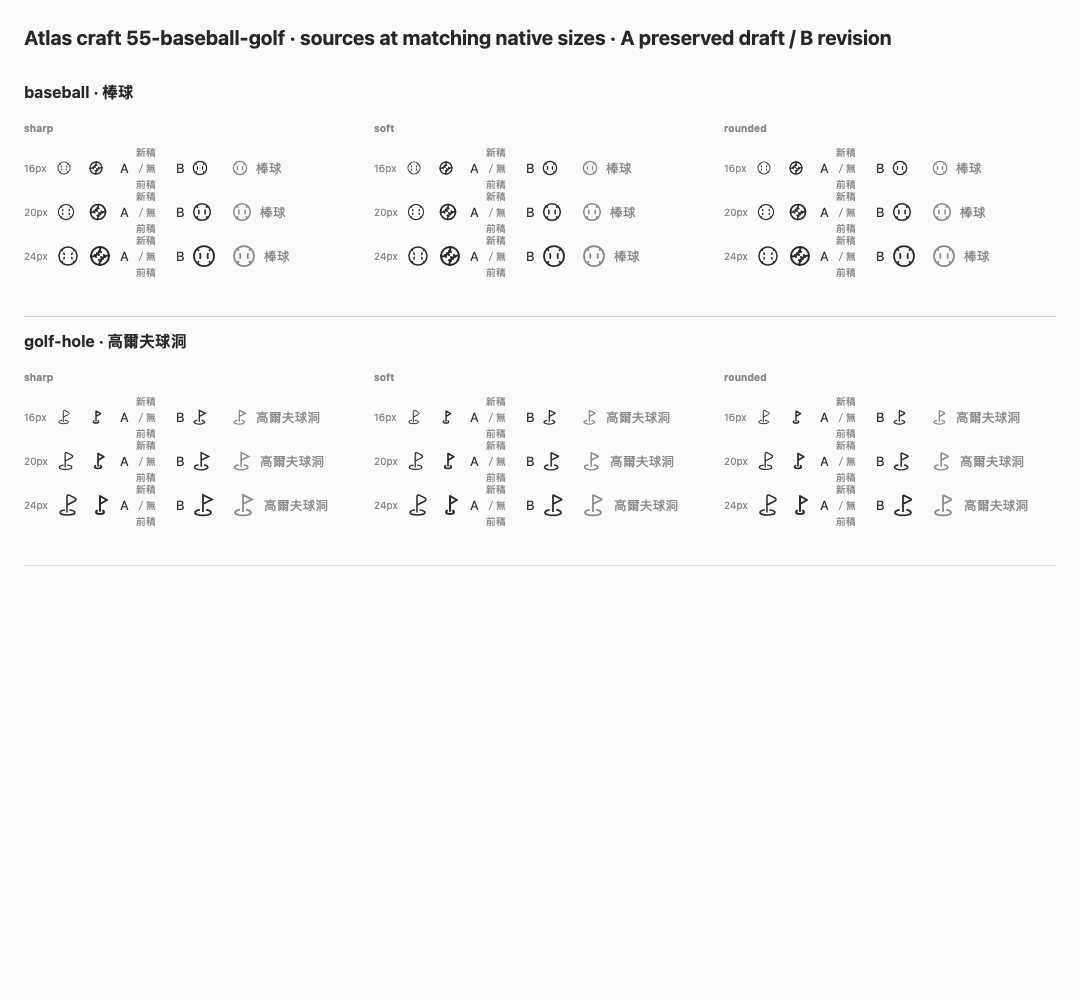 Atlas craft 55-baseball-golf · sources at matching native sizes · A preserved draft / B revision
baseball · 棒球
sharp
16px A 新稿 / 無前稿 B 棒球
20px A 新稿 / 無前稿 B 棒球
24px A 新稿 / 無前稿 B 棒球
soft
16px A 新稿 / 無前稿 B 棒球
20px A 新稿 / 無前稿 B 棒球
24px A 新稿 / 無前稿 B 棒球
rounded
16px A 新稿 / 無前稿 B 棒球
20px A 新稿 / 無前稿 B 棒球
24px A 新稿 / 無前稿 B 棒球
golf-hole · 高爾夫球洞
sharp
16px A 新稿 / 無前稿 B 高爾夫球洞
20px A 新稿 / 無前稿 B 高爾夫球洞
24px A 新稿 / 無前稿 B 高爾夫球洞
soft
16px A 新稿 / 無前稿 B 高爾夫球洞
20px A 新稿 / 無前稿 B 高爾夫球洞
24px A 新稿 / 無前稿 B 高爾夫球洞
rounded
16px A 新稿 / 無前稿 B 高爾夫球洞
20px A 新稿 / 無前稿 B 高爾夫球洞
24px A 新稿 / 無前稿 B 高爾夫球洞